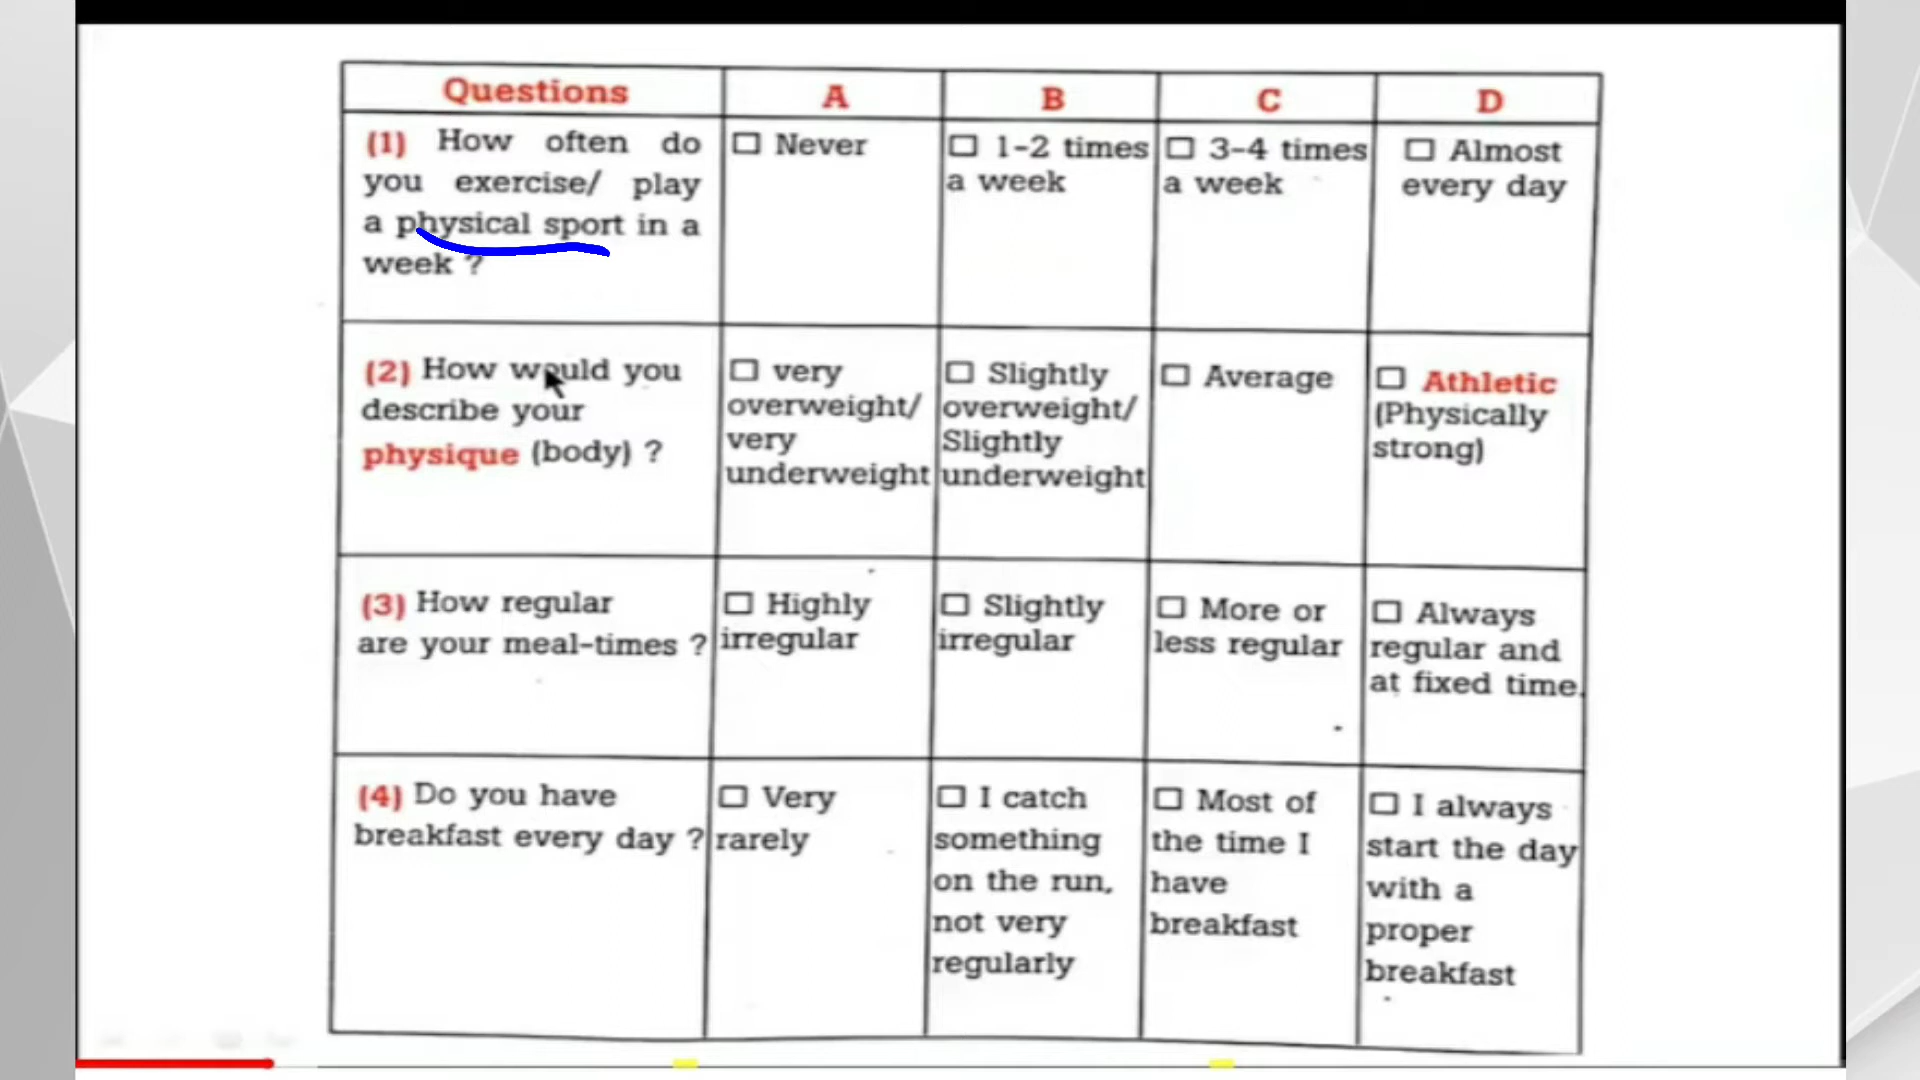 Questions A B C D
(1) How often do
you exercise/ play
a physical sport in a
week ?
☐ Never
☐ 1-2 times
a week
☐ 3-4 times
a week
☐ Almost
every day
(2) How would you
describe your
physique (body) ?
☐ very
overweight/
very
underweight
☐ Slightly
overweight/
Slightly
underweight
☐ Average
☐ Athletic
(Physically
strong)
(3) How regular
are your meal-times ?
☐ Highly
irregular
☐ Slightly
irregular
☐ More or
less regular
☐ Always
regular and
at fixed time.
(4) Do you have
breakfast every day ?
☐ Very
rarely
☐ I catch
something
on the run,
not very
regularly
☐ Most of
the time I
have
breakfast
☐ I always
start the day
with a
proper
breakfast